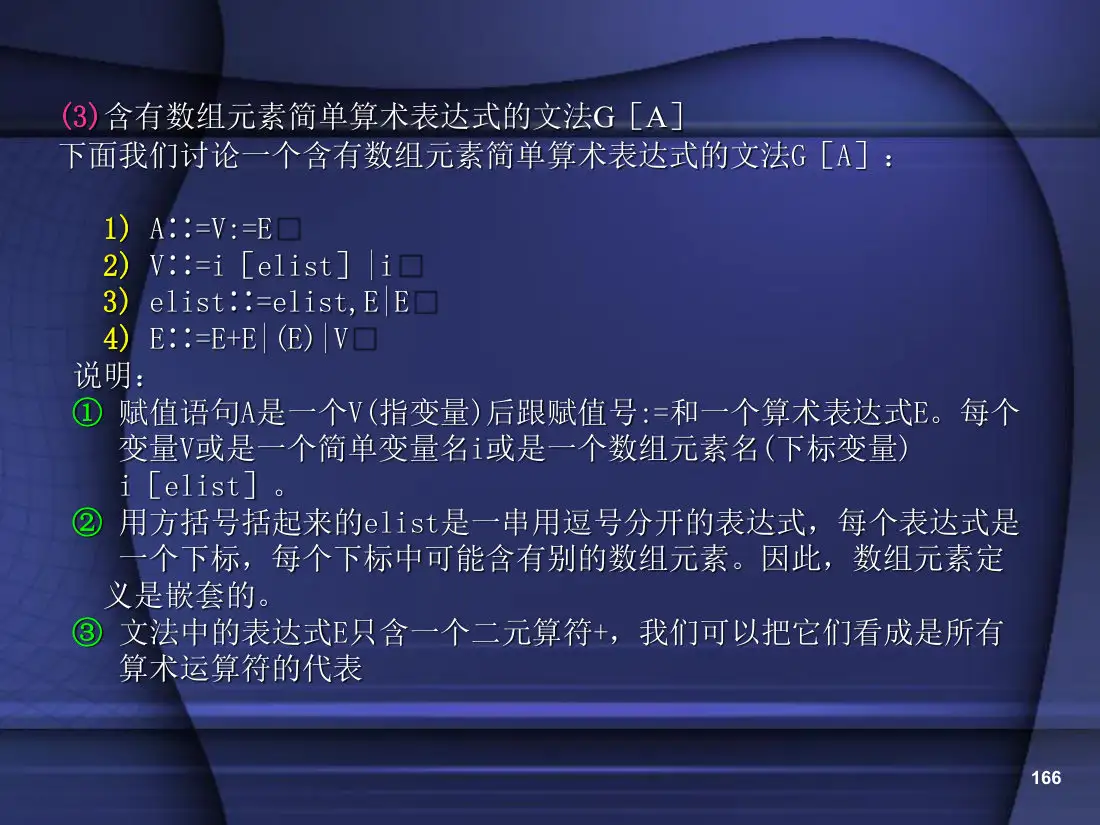 (3)含有数组元素简单算术表达式的文法G［A］
下面我们讨论一个含有数组元素简单算术表达式的文法G［A］：
1) A∷=V:=E□
2) V∷=i［elist］|i□
3) elist∷=elist,E|E□
4) E∷=E+E|(E)|V□
说明：
① 赋值语句A是一个V(指变量)后跟赋值号:=和一个算术表达式E。每个
变量V或是一个简单变量名i或是一个数组元素名(下标变量)
i［elist］。
② 用方括号括起来的elist是一串用逗号分开的表达式，每个表达式是
一个下标，每个下标中可能含有别的数组元素。因此，数组元素定
义是嵌套的。
③ 文法中的表达式E只含一个二元算符+，我们可以把它们看成是所有
算术运算符的代表
166